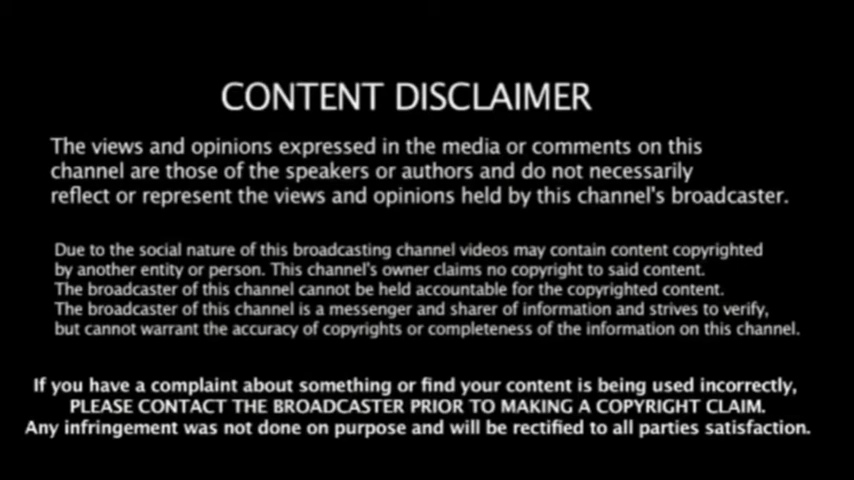 CONTENT DISCLAIMER
The views and opinions expressed in the media or comments on this
channel are those of the speakers or authors and do not necessarily
reflect or represent the views and opinions held by this channel's broadcaster.
Due to the social nature of this broadcasting channel videos may contain content copyrighted
by another entity or person. This channel's owner claims no copyright to said content.
The broadcaster of this channel cannot be held accountable for the copyrighted content.
The broadcaster of this channel is a messenger and sharer of information and strives to verify,
but cannot warrant the accuracy of copyrights or completeness of the information on this channel.
If you have a complaint about something or find your content is being used incorrectly,
PLEASE CONTACT THE BROADCASTER PRIOR TO MAKING A COPYRIGHT CLAIM.
Any infringement was not done on purpose and will be rectified to all parties satisfaction.